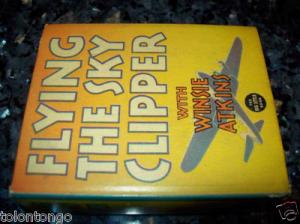 FLYING
THE SKY
CLIPPER
WITH
WINSIE
ATKINS
tolontongo